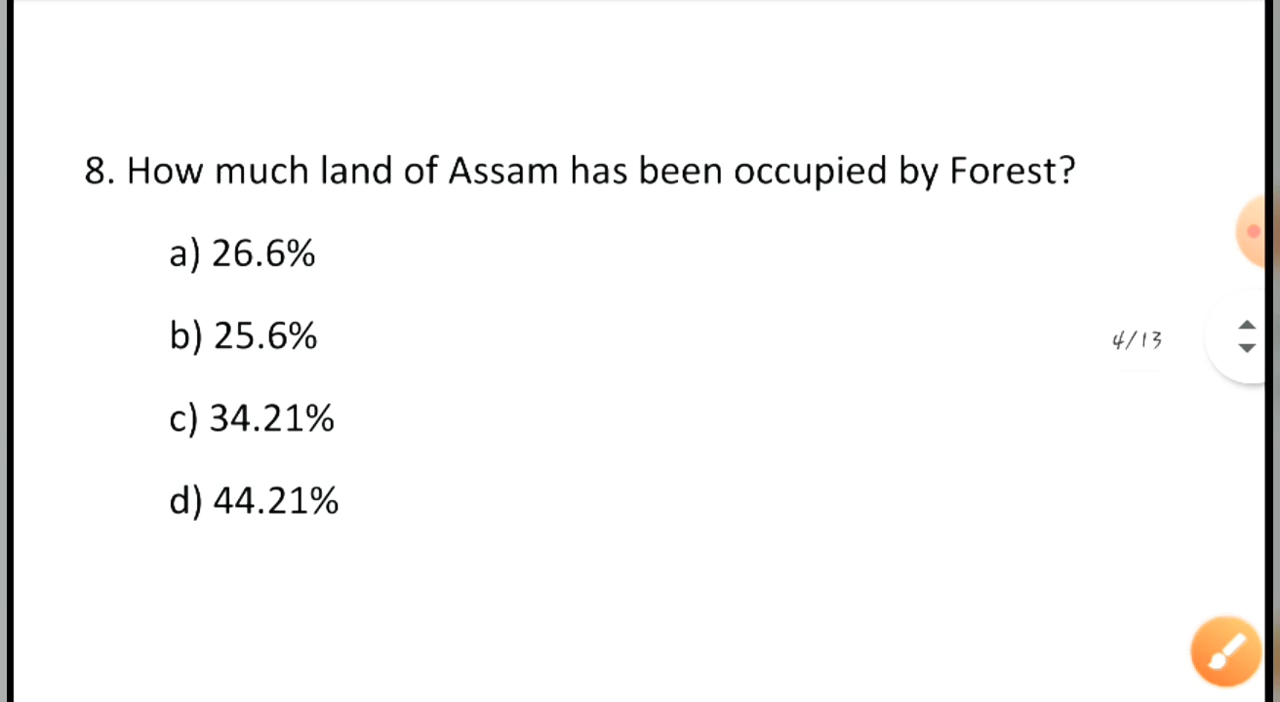 8. How much land of Assam has been occupied by Forest?
a) 26.6%
b) 25.6%
4/13
c) 34.21%
d) 44.21%